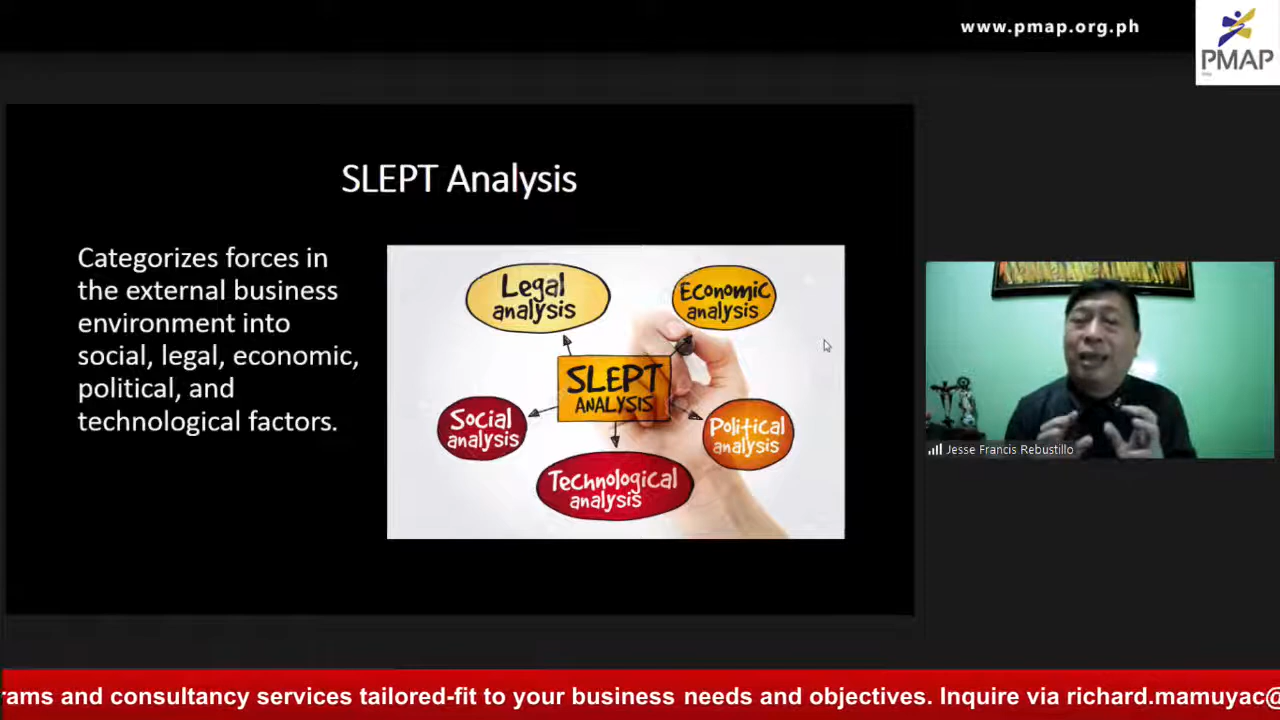 www.pmap.org.ph
PMAP
SLEPT Analysis
Categorizes forces in
the external business
environment into
social, legal, economic,
political, and
technological factors.
Legal
analysis
Economic
analysis
SLEPT
ANALYSIS
Social
analysis
Political
analysis
Technological
analysis
Jesse Francis Rebustillo
rams and consultancy services tailored-fit to your business needs and objectives. Inquire via richard.mamuyac@